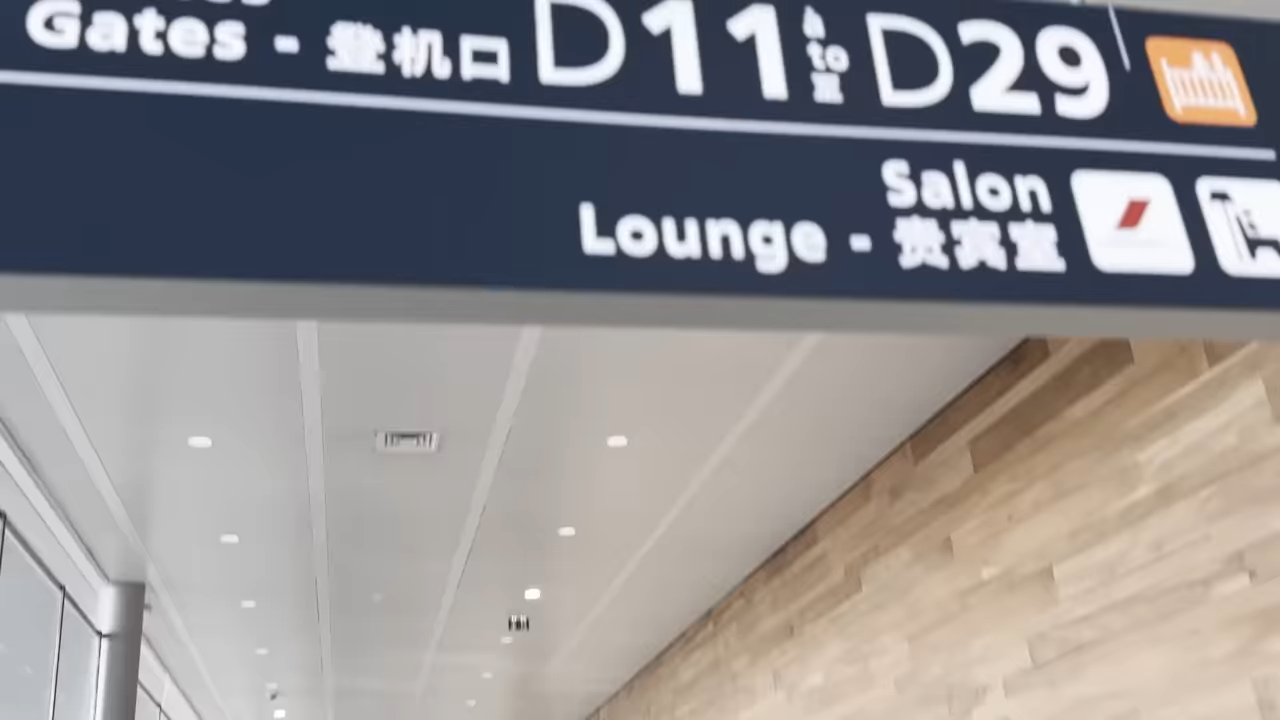 Gates - 登机口 D11 à to 至 D29
Salon
Lounge - 贵宾室